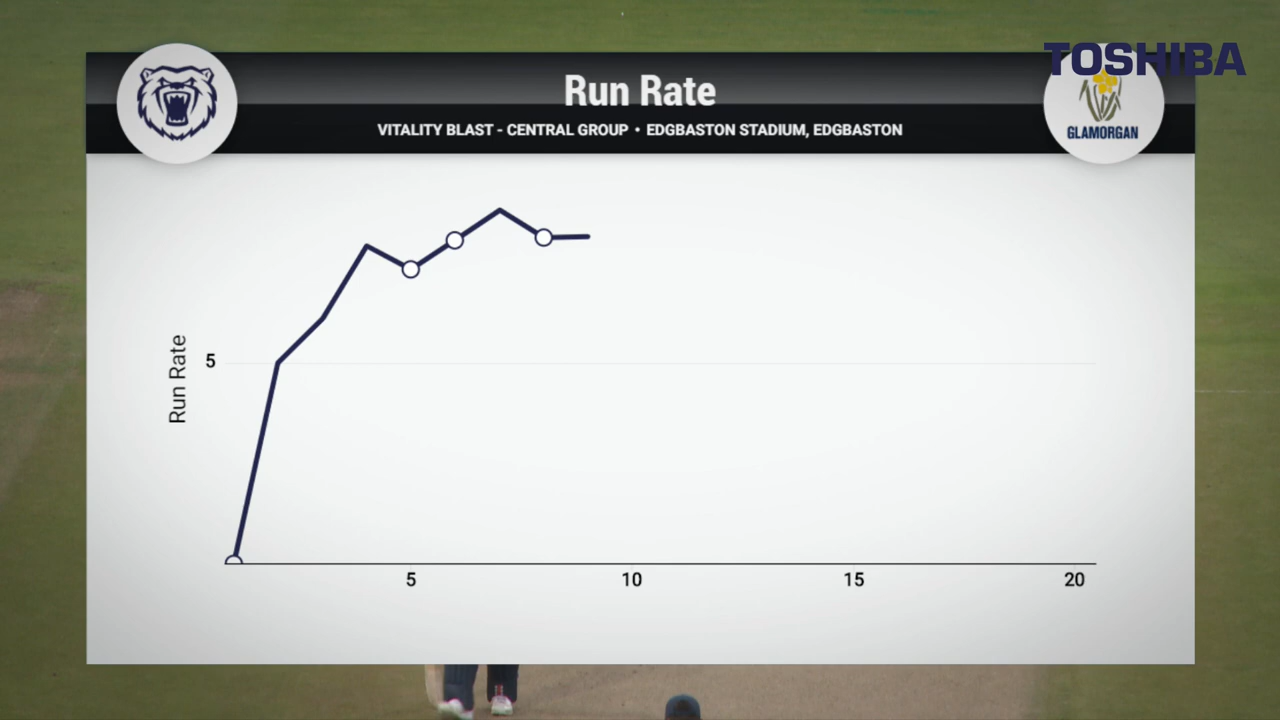 TOSHIBA
Run Rate
VITALITY BLAST - CENTRAL GROUP • EDGBASTON STADIUM, EDGBASTON
GLAMORGAN
Run Rate
5
5
10
15
20